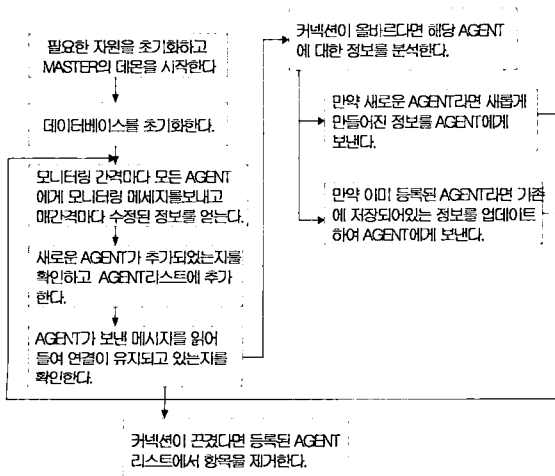 필요한 자원을 초기화하고
MASTER의 데몬을 시작한다
데이터베이스를 초기화한다.
모니터링 간격마다 모든 AGENT
에게 모니터링 메세지를보내고
매간격마다 수정된 정보를 얻는다.
새로운 AGENT가 추가되었는지를
확인하고 AGENT리스트에 추가
한다.
AGENT가 보낸 메시지를 읽어
들여 연결이 유지되고 있는지를
확인한다.
커넥션이 끈겼다면 등록된 AGENT
리스트에서 항목을 제거한다.
커넥션이 올바르다면 해당 AGENT
에 대한 정보를 분석한다.
만약 새로운 AGENT라면 새롭게
만들어진 정보를 AGENT에게
보낸다.
만약 이미 등록된 AGENT라면 기존
에 저장되어있는 정보를 업데이트
하여 AGENT에게 보낸다.